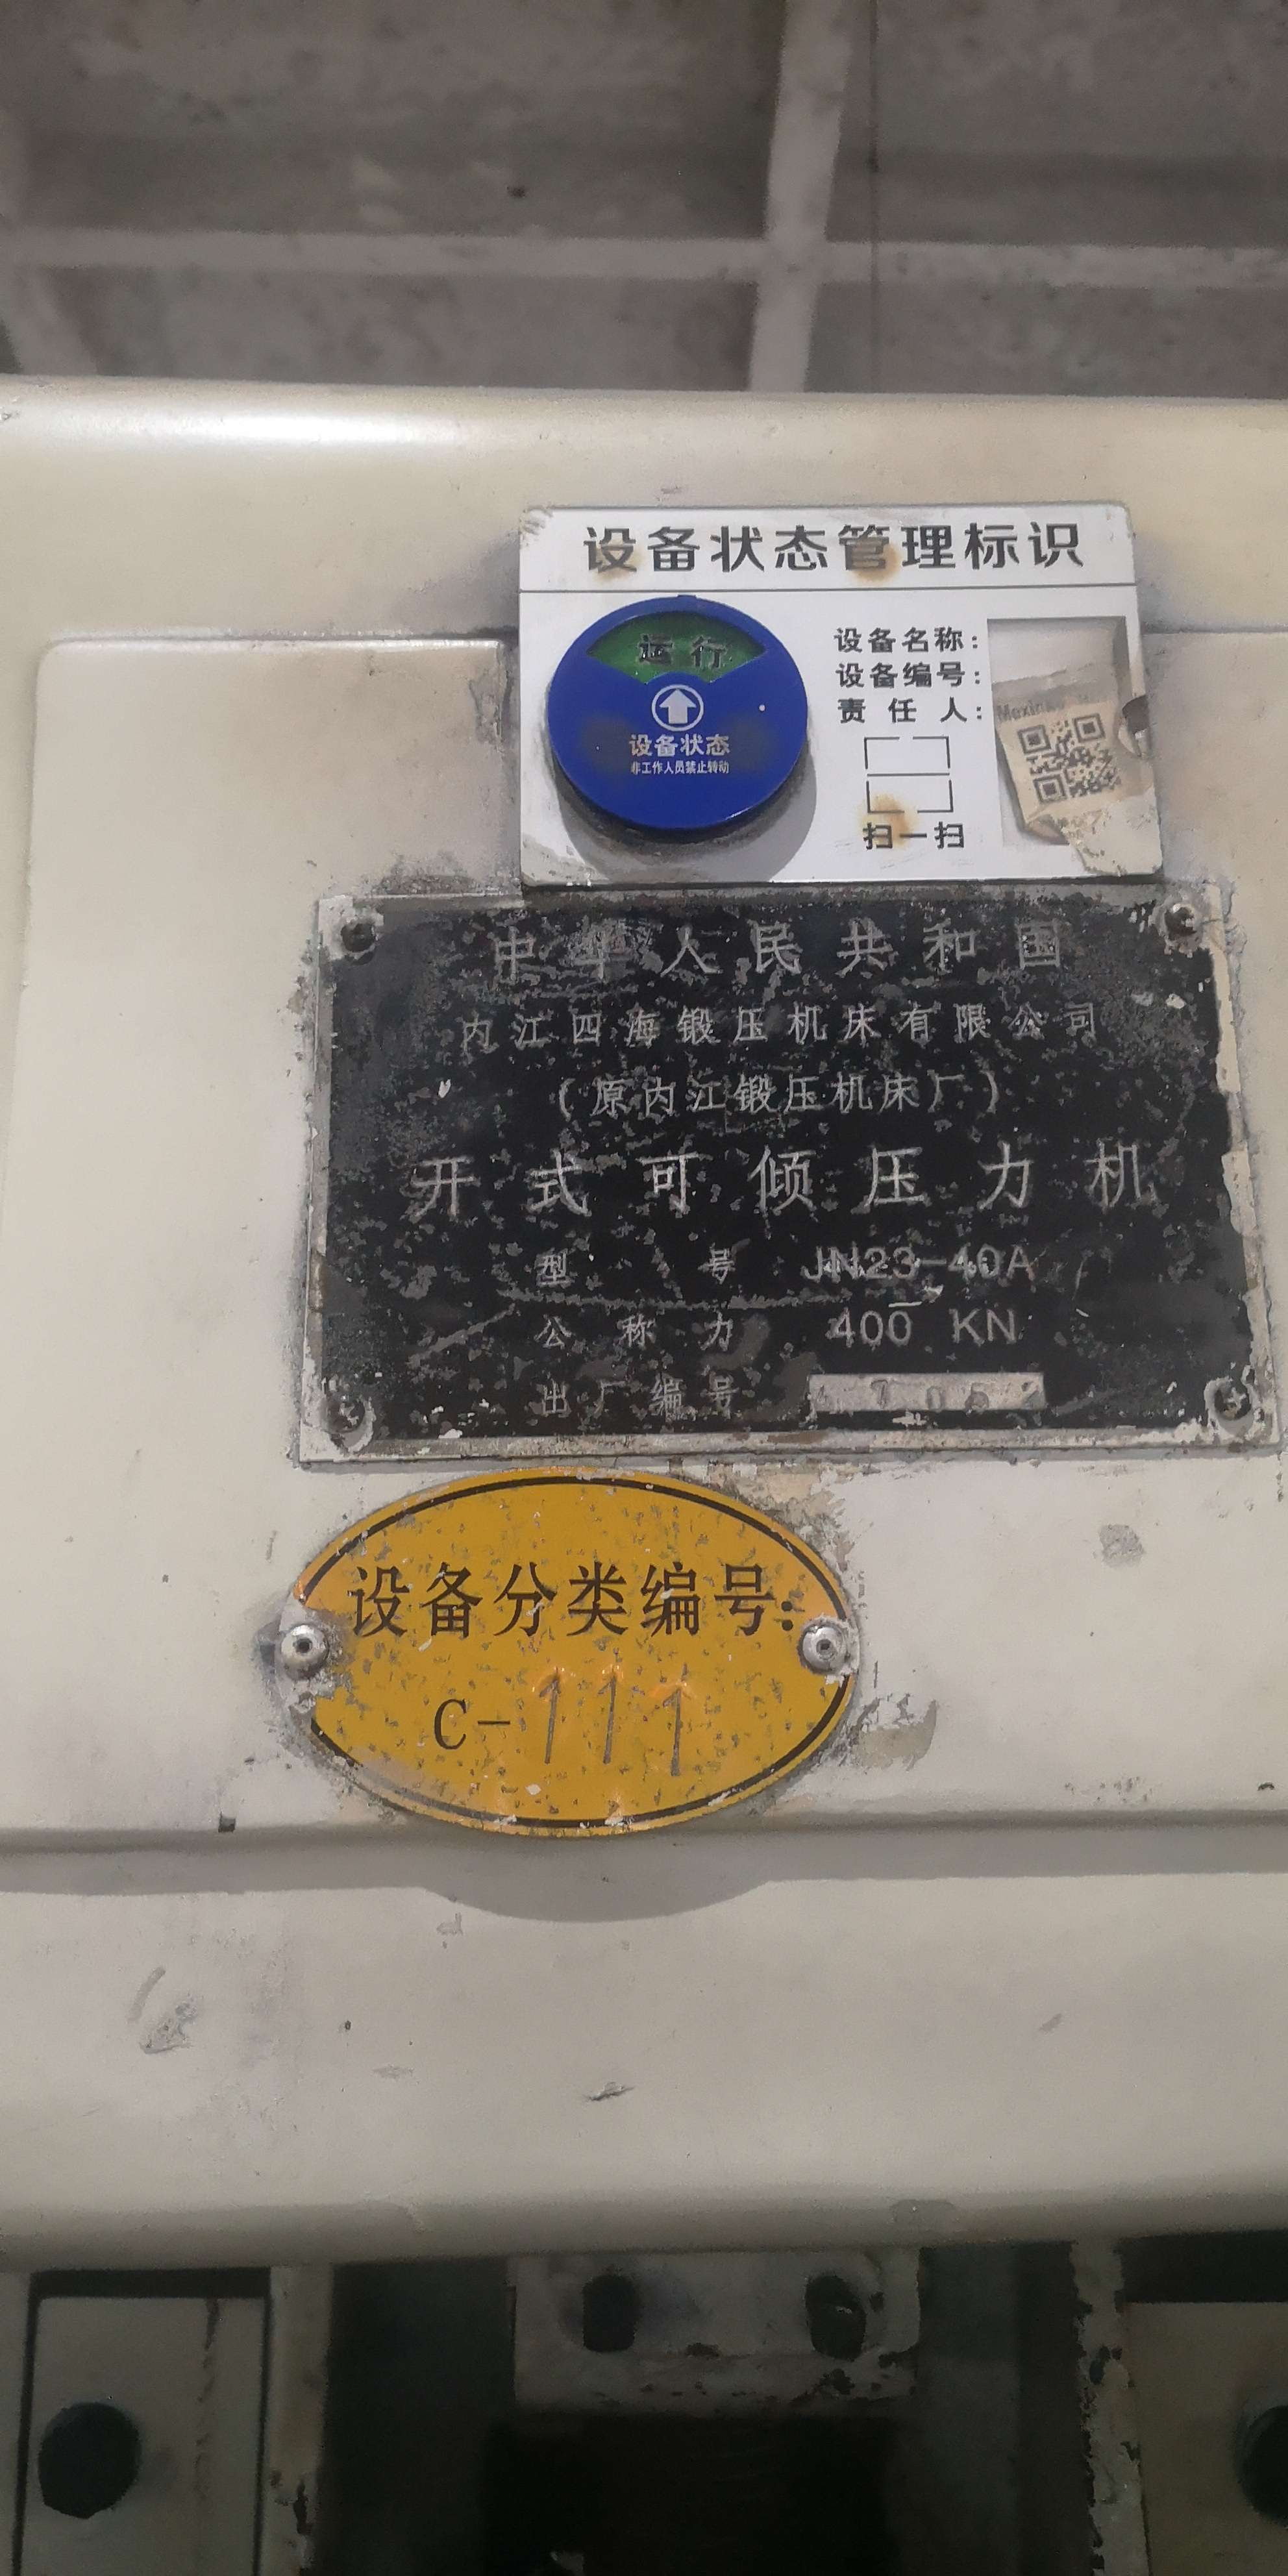 设备状态管理标识
运行
设备状态
非工作人员禁止转动
设备名称:
设备编号:
责任人:
扫一扫
中华人民共和国
内江四海锻压机床有限公司
(原内江锻压机床厂)
开式可倾压力机
型号 JN23-40A
公称力 400 KN
出厂编号
设备分类编号:
C-111